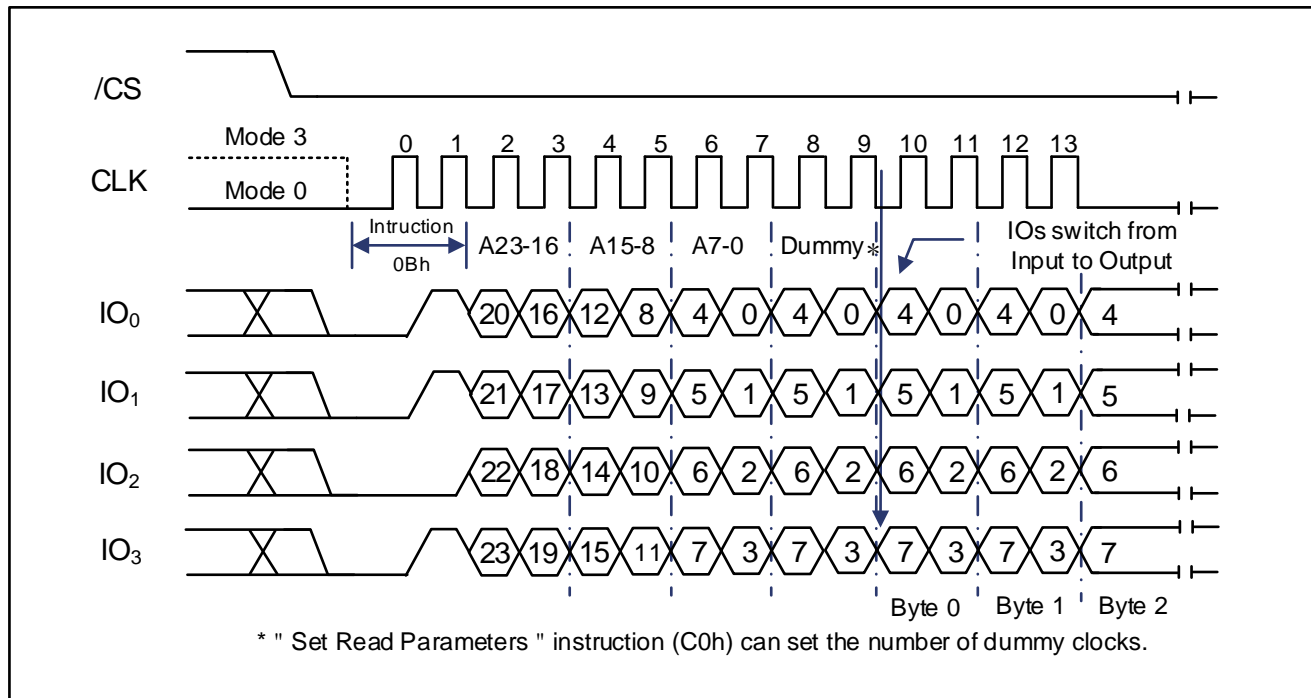 /CS
Mode 3
0 1 2 3 4 5 6 7 8 9 10 11 12 13
CLK
Mode 0
Intruction
0Bh
A23-16 A15-8 A7-0 Dummy*
IOs switch from
Input to Output
IO₀ 20 16 12 8 4 0 4 0 4 0 4 0 4
IO₁ 21 17 13 9 5 1 5 1 5 1 5 1 5
IO₂ 22 18 14 10 6 2 6 2 6 2 6 2 6
IO₃ 23 19 15 11 7 3 7 3 7 3 7 3 7
Byte 0 Byte 1 Byte 2
* " Set Read Parameters " instruction (C0h) can set the number of dummy clocks.